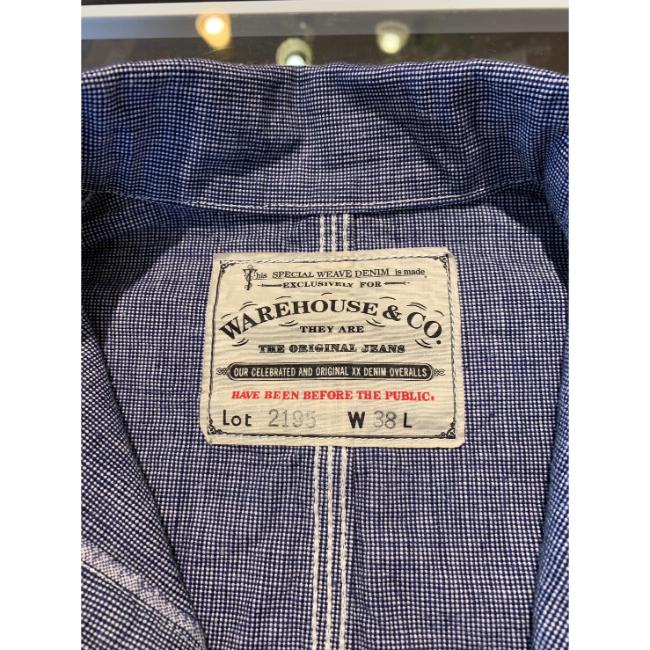 This SPECIAL WEAVE DENIM is made
EXCLUSIVELY FOR
WAREHOUSE & CO.
THEY ARE
THE ORIGINAL JEANS
OUR CELEBRATED AND ORIGINAL XX DENIM OVERALLS
HAVE BEEN BEFORE THE PUBLIC.
Lot 2195 W 38 L